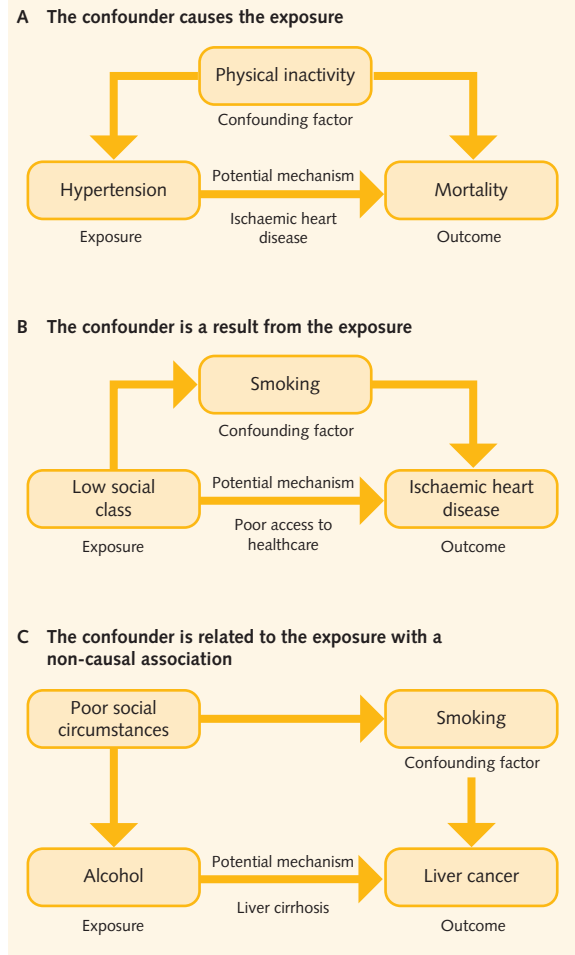 A The confounder causes the exposure
Physical inactivity
Confounding factor
Hypertension
Potential mechanism
Mortality
Exposure
Ischaemic heart
disease
Outcome
B The confounder is a result from the exposure
Smoking
Confounding factor
Low social
class
Potential mechanism
Ischaemic heart
disease
Exposure
Poor access to
healthcare
Outcome
C The confounder is related to the exposure with a
non-causal association
Poor social
circumstances
Smoking
Confounding factor
Alcohol
Potential mechanism
Liver cancer
Exposure
Liver cirrhosis
Outcome